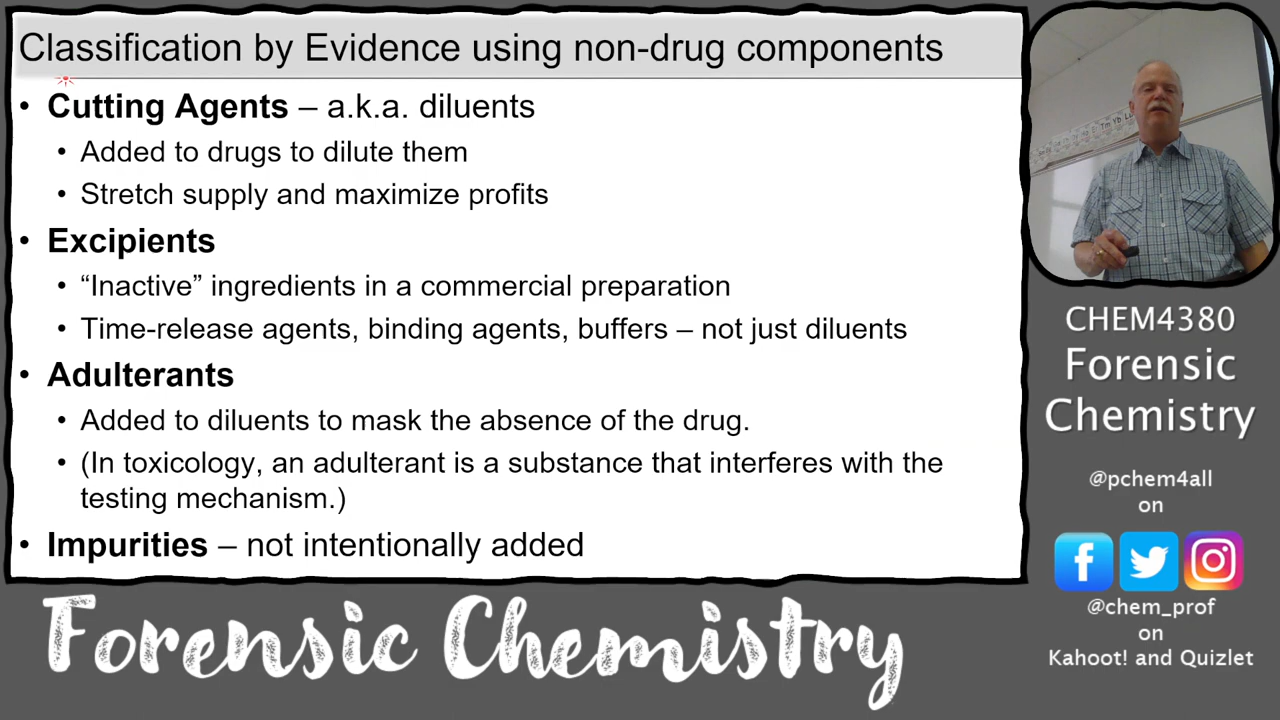 Classification by Evidence using non-drug components
• Cutting Agents – a.k.a. diluents
• Added to drugs to dilute them
• Stretch supply and maximize profits
• Excipients
• “Inactive” ingredients in a commercial preparation
• Time-release agents, binding agents, buffers – not just diluents
• Adulterants
• Added to diluents to mask the absence of the drug.
• (In toxicology, an adulterant is a substance that interferes with the
testing mechanism.)
• Impurities – not intentionally added
Forensic Chemistry
Tm Yb Lu
CHEM4380
Forensic
Chemistry
@pchem4all
on
@chem_prof
on
Kahoot! and Quizlet